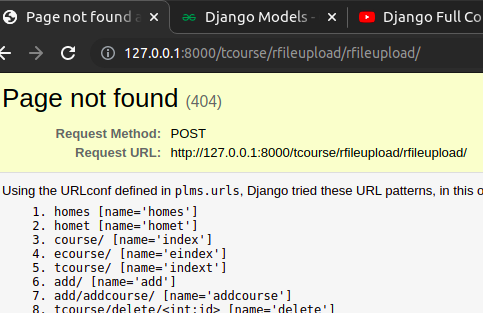 Page not found a
Django Models -
Django Full Co
127.0.0.1:8000/tcourse/rfileupload/rfileupload/
Page not found (404)
Request Method: POST
Request URL: http://127.0.0.1:8000/tcourse/rfileupload/rfileupload/
Using the URLconf defined in plms.urls, Django tried these URL patterns, in this o
1. homes [name='homes']
2. homet [name='homet']
3. course/ [name='index']
4. ecourse/ [name='eindex']
5. tcourse/ [name='indext']
6. add/ [name='add']
7. add/addcourse/ [name='addcourse']
8. tcourse/delete/<int:id> [name='delete']